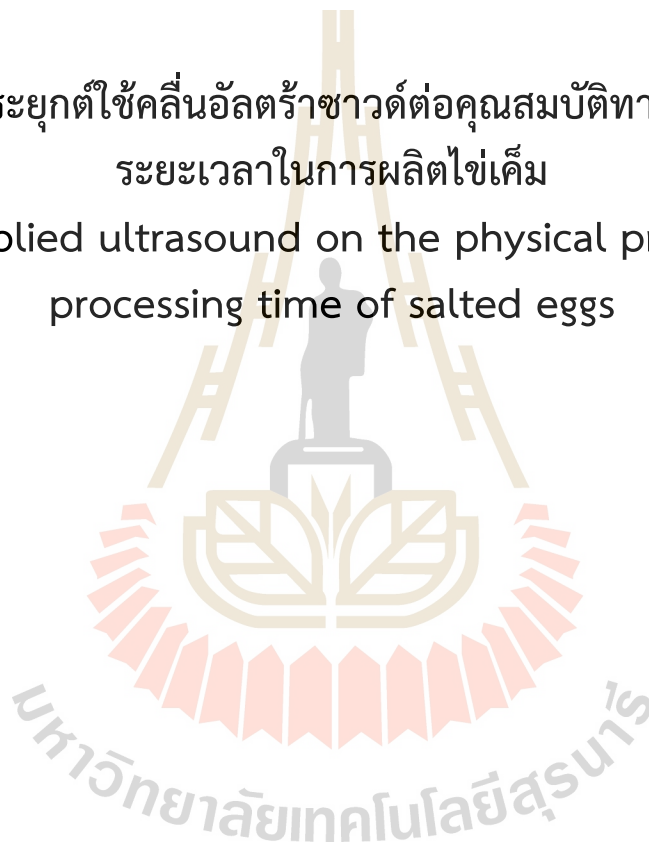 ระยุกต์ใช้คลื่นอัลตร้าซาวด์ต่อคุณสมบัติทา
ระยะเวลาในการผลิตไข่เค็ม
plied ultrasound on the physical pr
processing time of salted eggs
มหาวิทยาลัยเทคโนโลยีสุรนารี